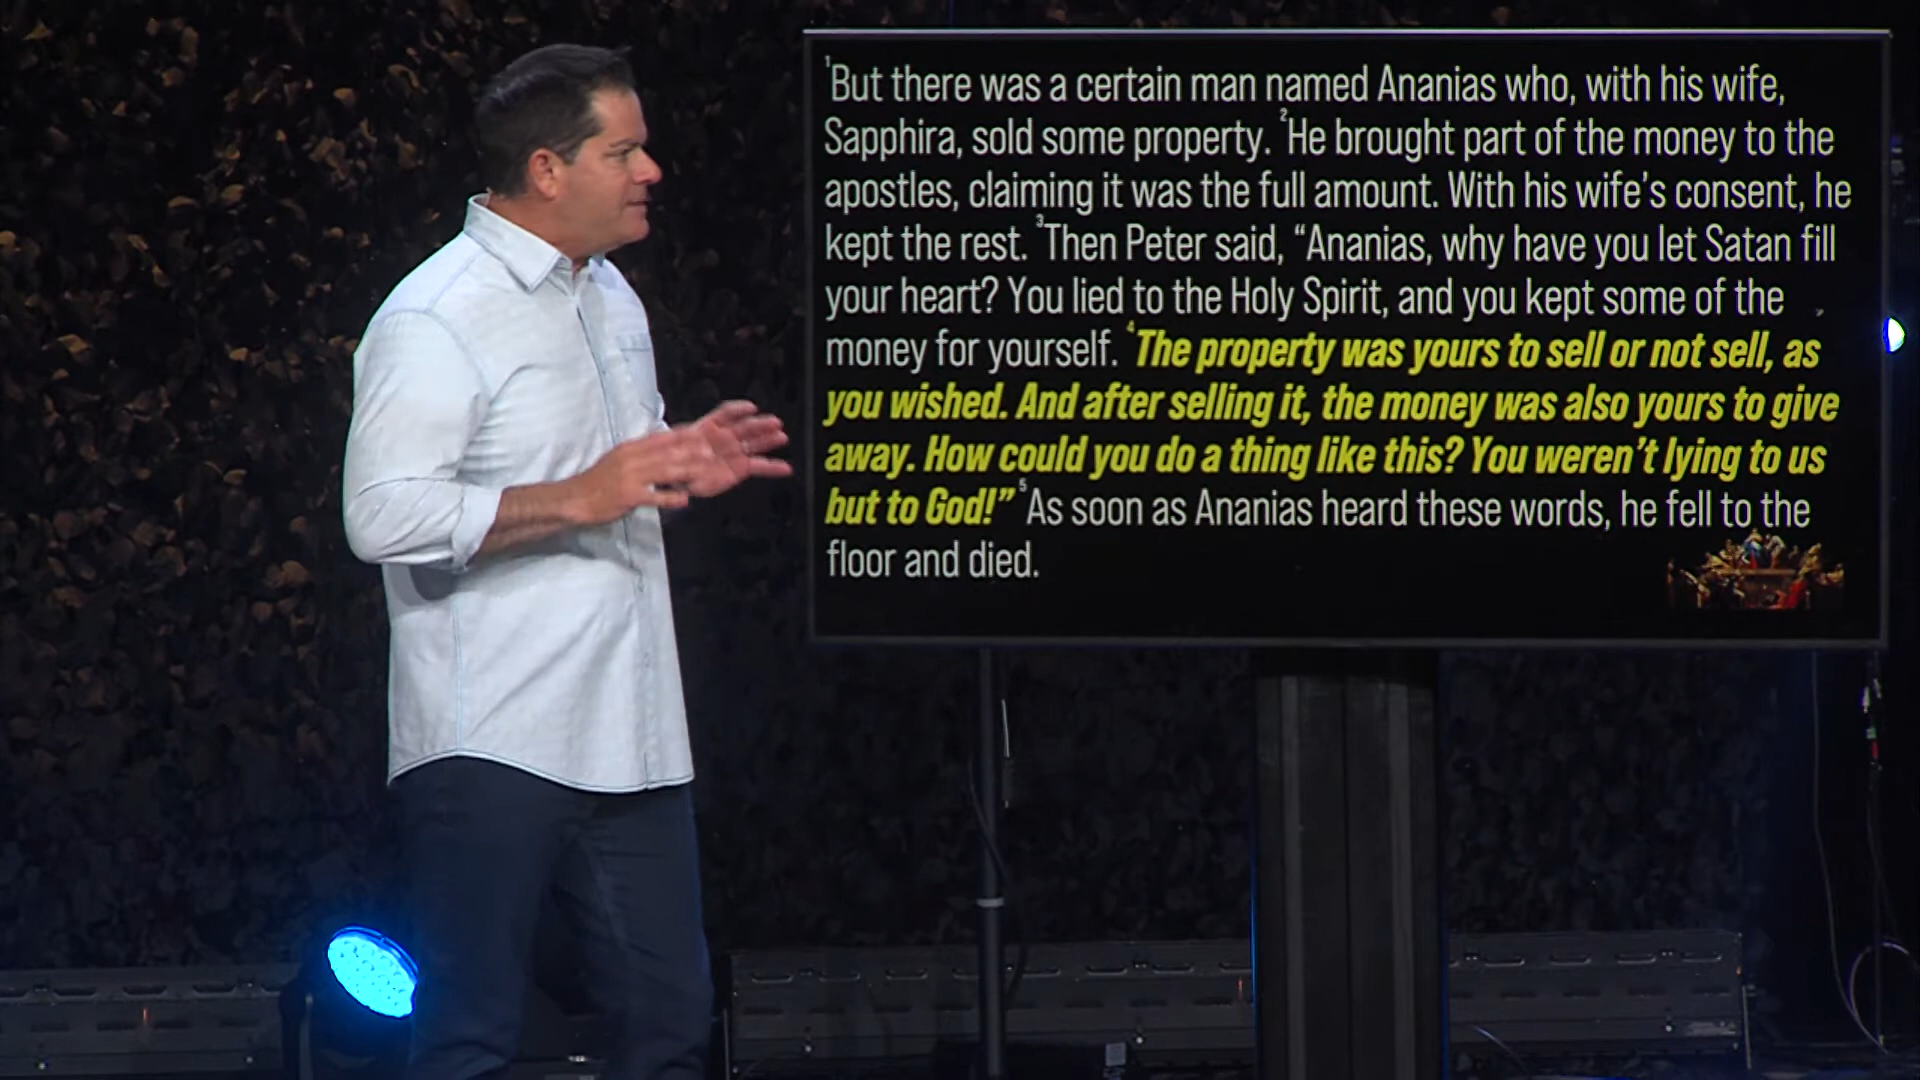 ¹But there was a certain man named Ananias who, with his wife,
Sapphira, sold some property. ²He brought part of the money to the
apostles, claiming it was the full amount. With his wife’s consent, he
kept the rest. ³Then Peter said, “Ananias, why have you let Satan fill
your heart? You lied to the Holy Spirit, and you kept some of the
money for yourself. ⁴The property was yours to sell or not sell, as
you wished. And after selling it, the money was also yours to give
away. How could you do a thing like this? You weren’t lying to us
but to God!” ⁵As soon as Ananias heard these words, he fell to the
floor and died.